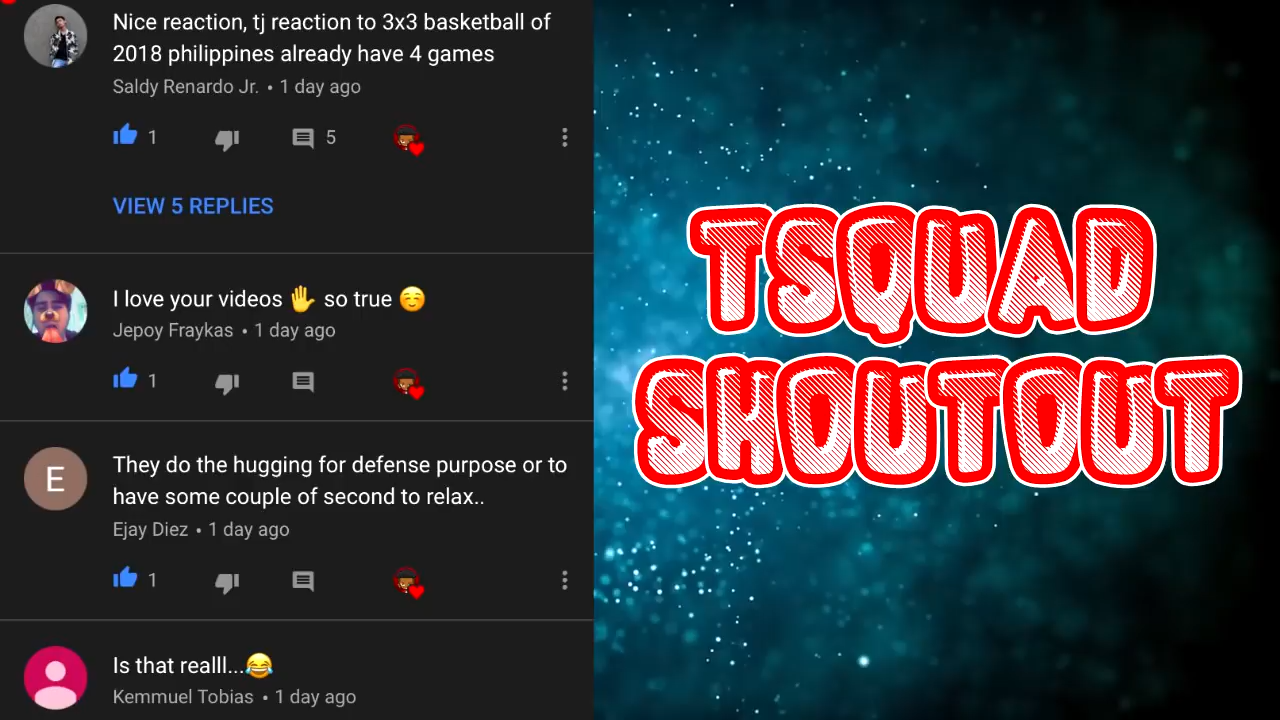 Nice reaction, tj reaction to 3x3 basketball of
2018 philippines already have 4 games
Saldy Renardo Jr. • 1 day ago
1 5
VIEW 5 REPLIES
I love your videos ✋ so true ☺️
Jepoy Fraykas • 1 day ago
1
E
They do the hugging for defense purpose or to
have some couple of second to relax..
Ejay Diez • 1 day ago
1
Is that realll...😂
Kemmuel Tobias • 1 day ago
TSQUAD
SHOUTOUT